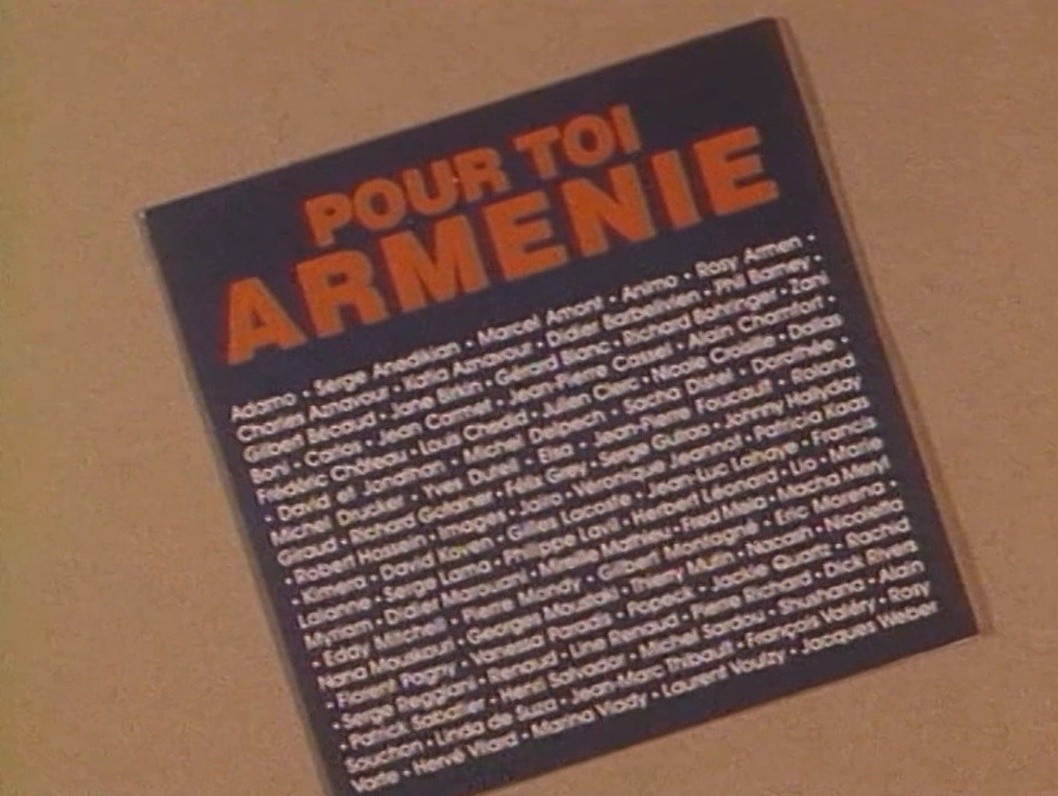 POUR TOI
ARMENIE
Adamo • Serge Anedikian • Marcel Amont • Animo • Rosy Armen •
Charles Aznavour • Katia Aznavour • Didier Barbelivien • Phil Barney •
Gilbert Bécaud • Jane Birkin • Gérard Blanc • Richard Bohringer • Zani
Boni • Carlos • Jean Carmet • Jean-Pierre Cassel • Alain Chamfort •
Frédéric Château • Louis Chedid • Julien Clerc • Nicole Croisille • Dallas
• David et Jonathan • Michel Delpech • Sacha Distel • Dorothée •
Michel Drucker • Yves Duteil • Elsa • Jean-Pierre Foucault • Roland
Giraud • Richard Gotainer • Félix Gray • Serge Guirao • Johnny Hallyday
• Robert Hossein • Images • Jairo • Véronique Jeannot • Patricia Kaas
• Kimera • David Koven • Gilles Lacoste • Jean-Luc Lahaye • Francis
Lalanne • Serge Lama • Philippe Lavil • Herbert Léonard • Lio • Marie
Myriam • Didier Marouani • Mireille Mathieu • Fred Mela • Macha Méryl
• Eddy Mitchell • Pierre Mondy • Gilbert Montagné • Eric Morena •
Nana Mouskouri • Georges Moustaki • Thierry Mutin • Nacash • Nicoletta
• Florent Pagny • Vanessa Paradis • Popeck • Jackie Quartz • Rachid
• Serge Reggiani • Renaud • Line Renaud • Pierre Richard • Dick Rivers
• Patrick Sabatier • Henri Salvador • Michel Sardou • Shushana • Alain
Souchon • Linda de Suza • Jean-Marc Thibault • François Valéry • Rosy
Varte • Hervé Vilard • Marina Vlady • Laurent Voulzy • Jacques Weber